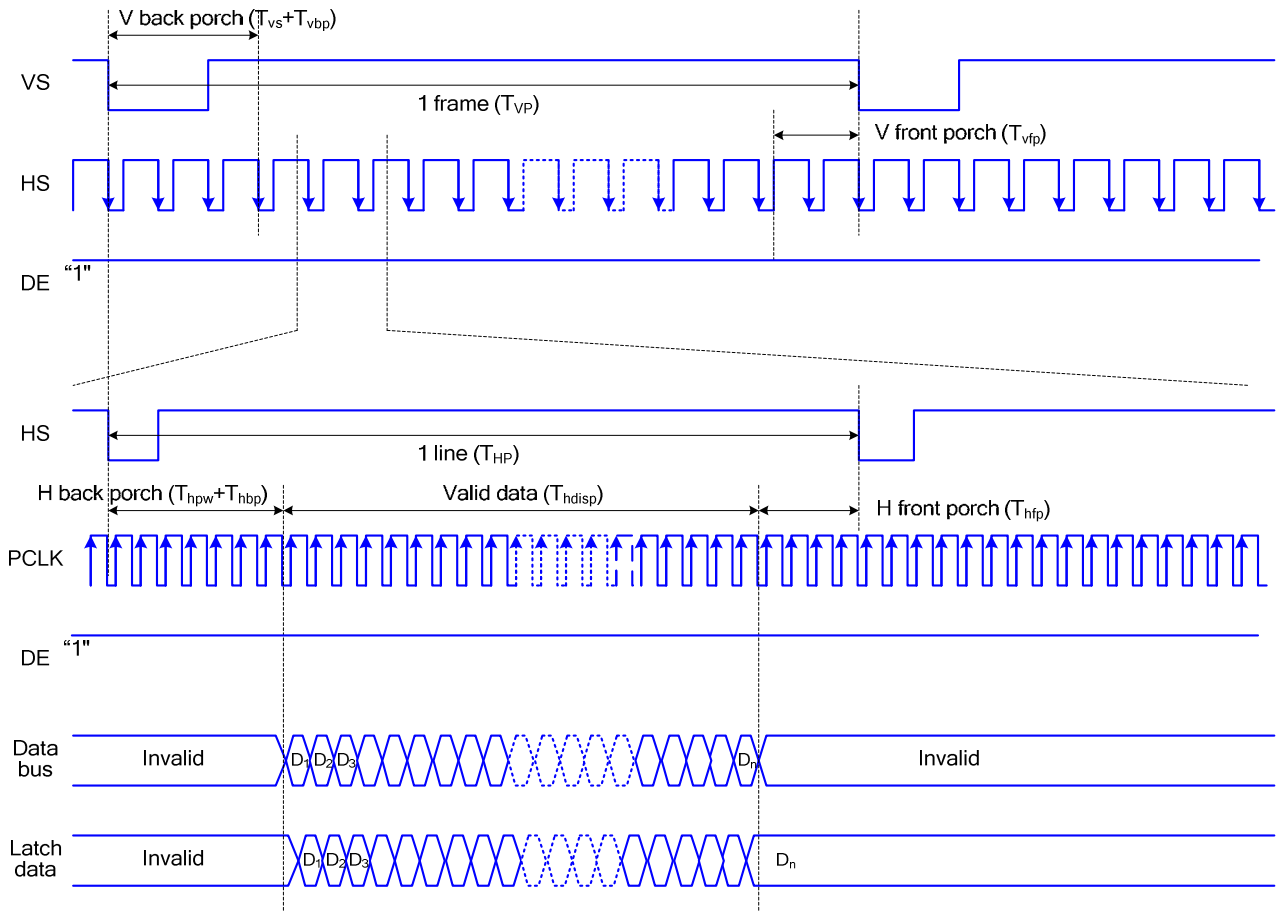 V back porch (Tvs+Tvbp)
VS
1 frame (TVP)
V front porch (Tvfp)
HS
DE “1"
HS
1 line (THP)
H back porch (Thpw+Thbp)
Valid data (Thdisp)
H front porch (Thfp)
PCLK
DE “1"
Data bus
Invalid
D1 D2 D3
Dn
Invalid
Latch data
Invalid
D1 D2 D3
Dn